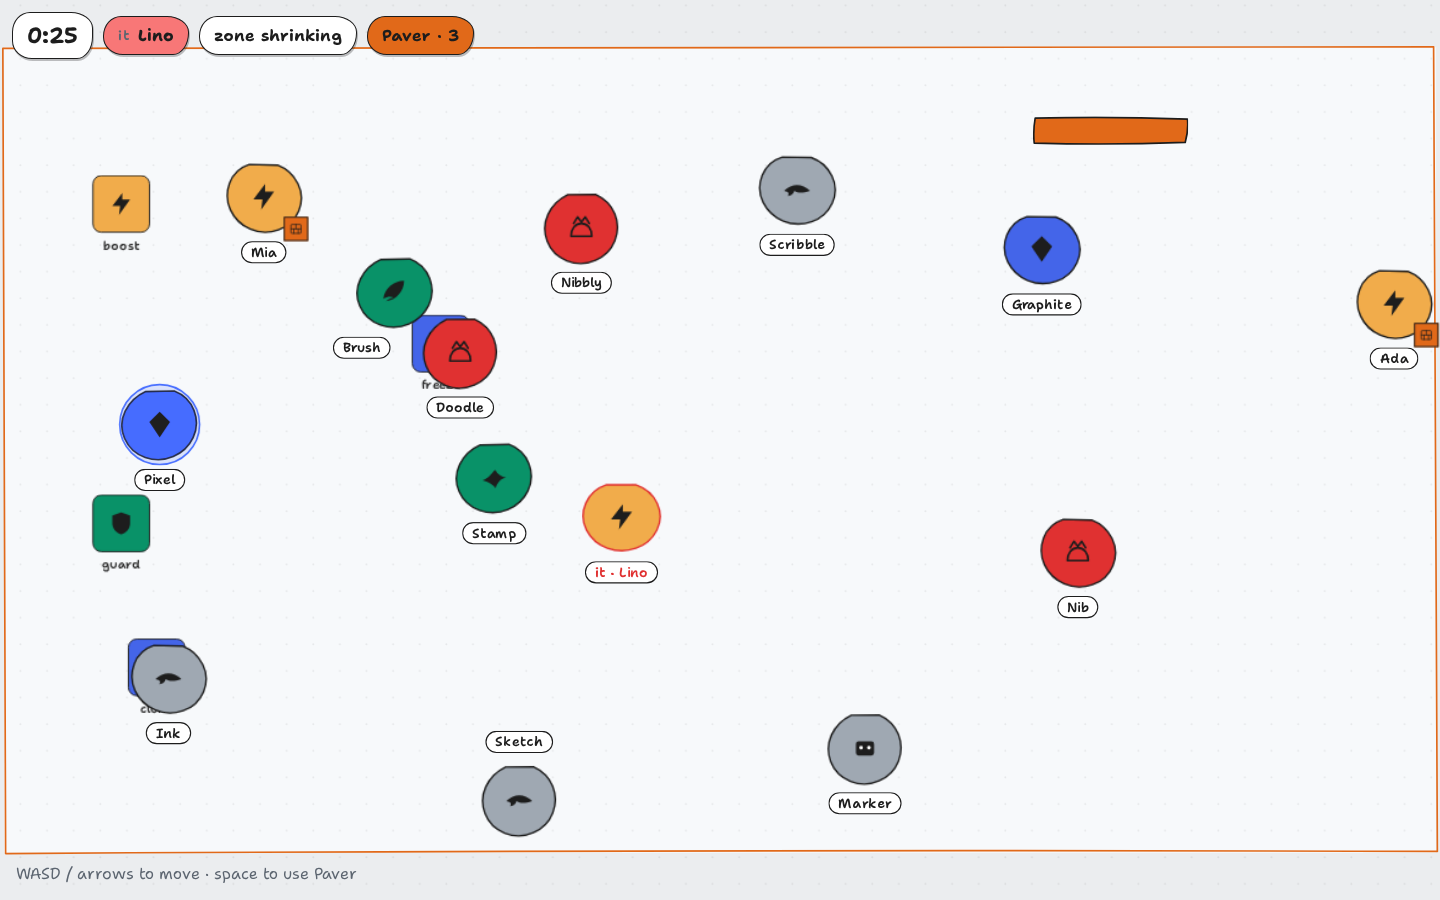 0:25
it Lino
zone shrinking
Paver · 3
boost
Mia
Nibbly
Scribble
Graphite
Ada
Brush
Doodle
Pixel
Stamp
it · Lino
guard
Nib
Ink
Sketch
Marker
WASD / arrows to move · space to use Paver